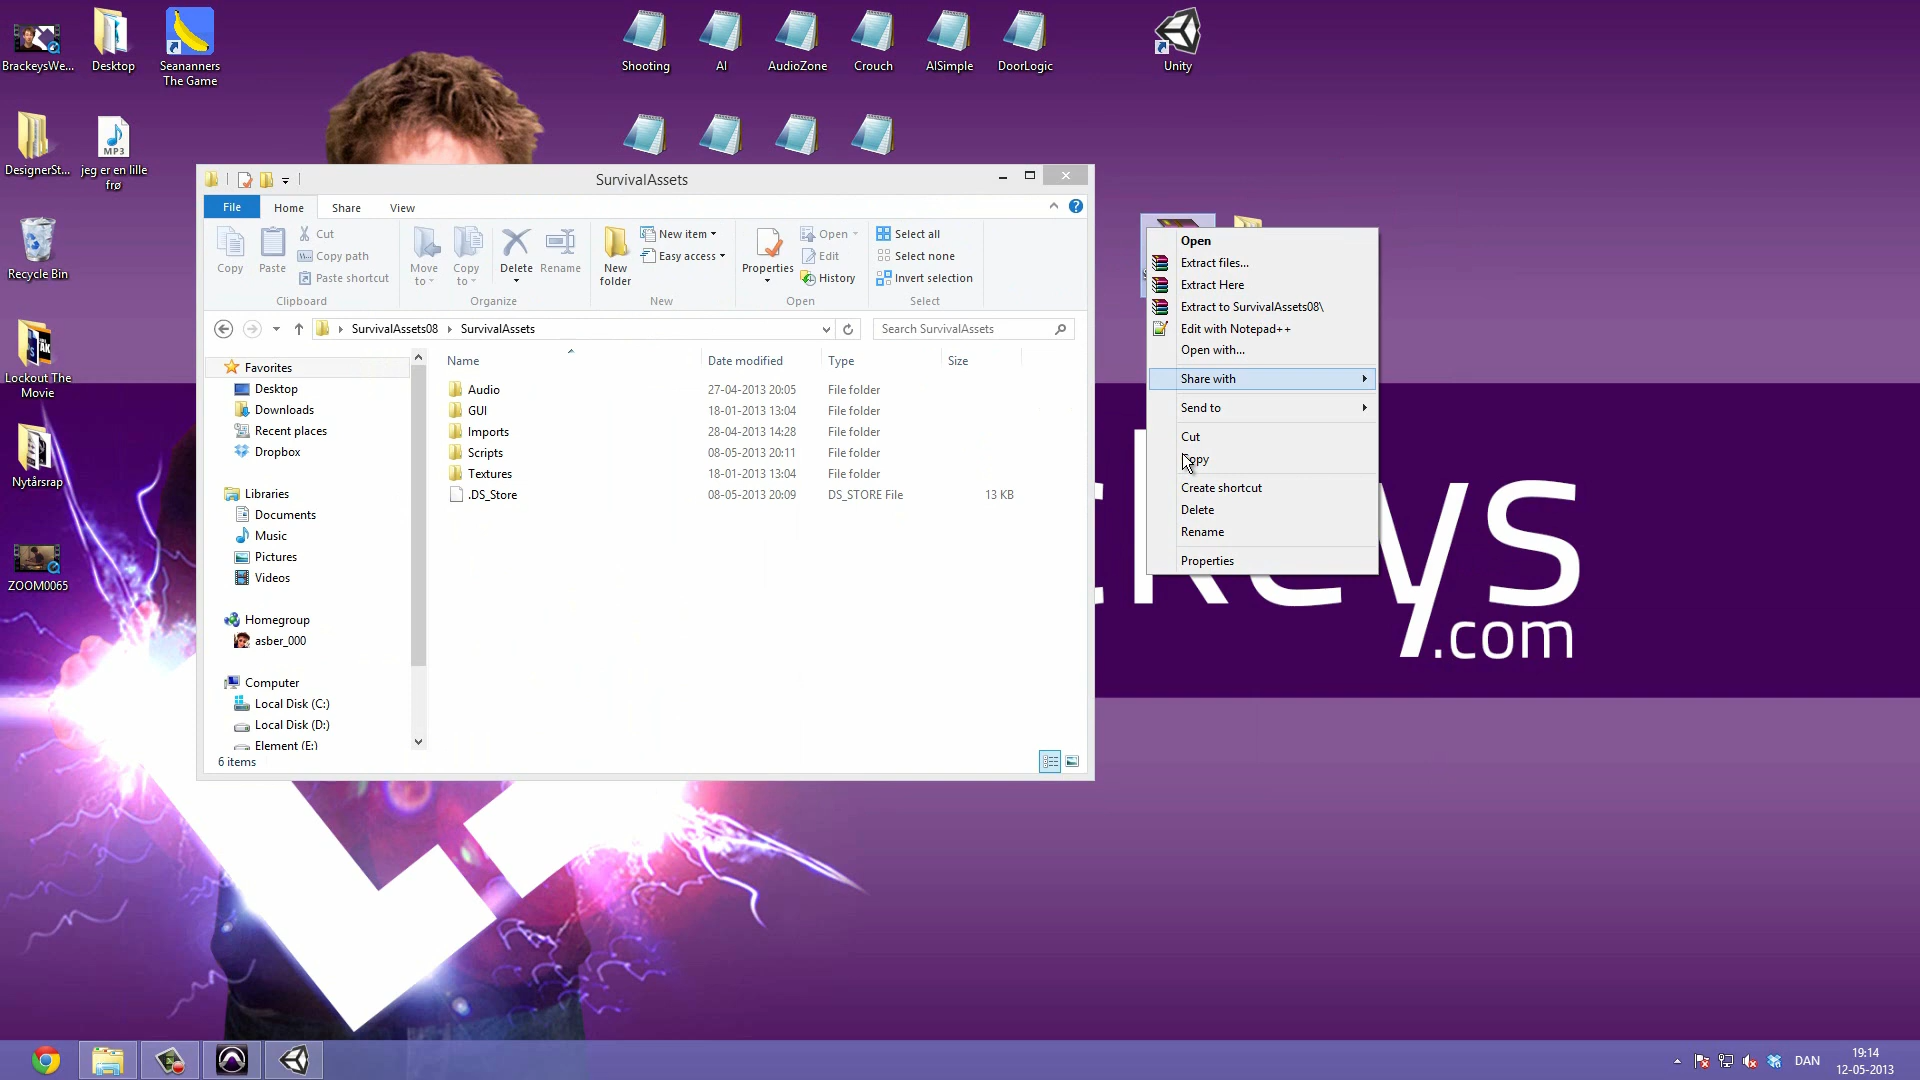 BrackeysWe...
Desktop
Seananners
The Game
Shooting
AI
AudioZone
Crouch
AISimple
DoorLogic
Unity
DesignerSt...
MP3
jeg er en lille
frø
Recycle Bin
Lockout The
Movie
Nytårsrap
ZOOM0065
SurvivalAssets
File
Home
Share
View
Copy
Paste
Cut
Copy path
Paste shortcut
Clipboard
Move
to
Copy
to
Delete
Rename
Organize
New
folder
New item
Easy access
New
Properties
Open
Edit
History
Open
Select all
Select none
Invert selection
Select
SurvivalAssets08
SurvivalAssets
Search SurvivalAssets
Favorites
Desktop
Downloads
Recent places
Dropbox
Libraries
Documents
Music
Pictures
Videos
Homegroup
asber_000
Computer
Local Disk (C:)
Local Disk (D:)
Element (E:)
Name Date modified Type Size
Audio 27-04-2013 20:05 File folder
GUI 18-01-2013 13:04 File folder
Imports 28-04-2013 14:28 File folder
Scripts 08-05-2013 20:11 File folder
Textures 18-01-2013 13:04 File folder
.DS_Store 08-05-2013 20:09 DS_STORE File 13 KB
6 items
Open
Extract files...
Extract Here
Extract to SurvivalAssets08\
Edit with Notepad++
Open with...
Share with
Send to
Cut
Copy
Create shortcut
Delete
Rename
Properties
.com
DAN
19:14
12-05-2013